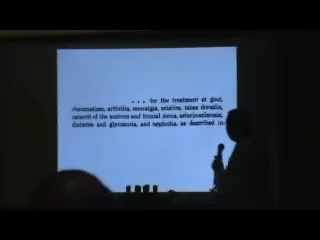 . . . for the treatment of gout,
rheumatism, arthritis, neuralgia, sciatica, tabes dorsalis,
catarrh of the antrum and frontal sinus, arteriosclerosis,
diabetes and glycosuria, and nephritis, as described in